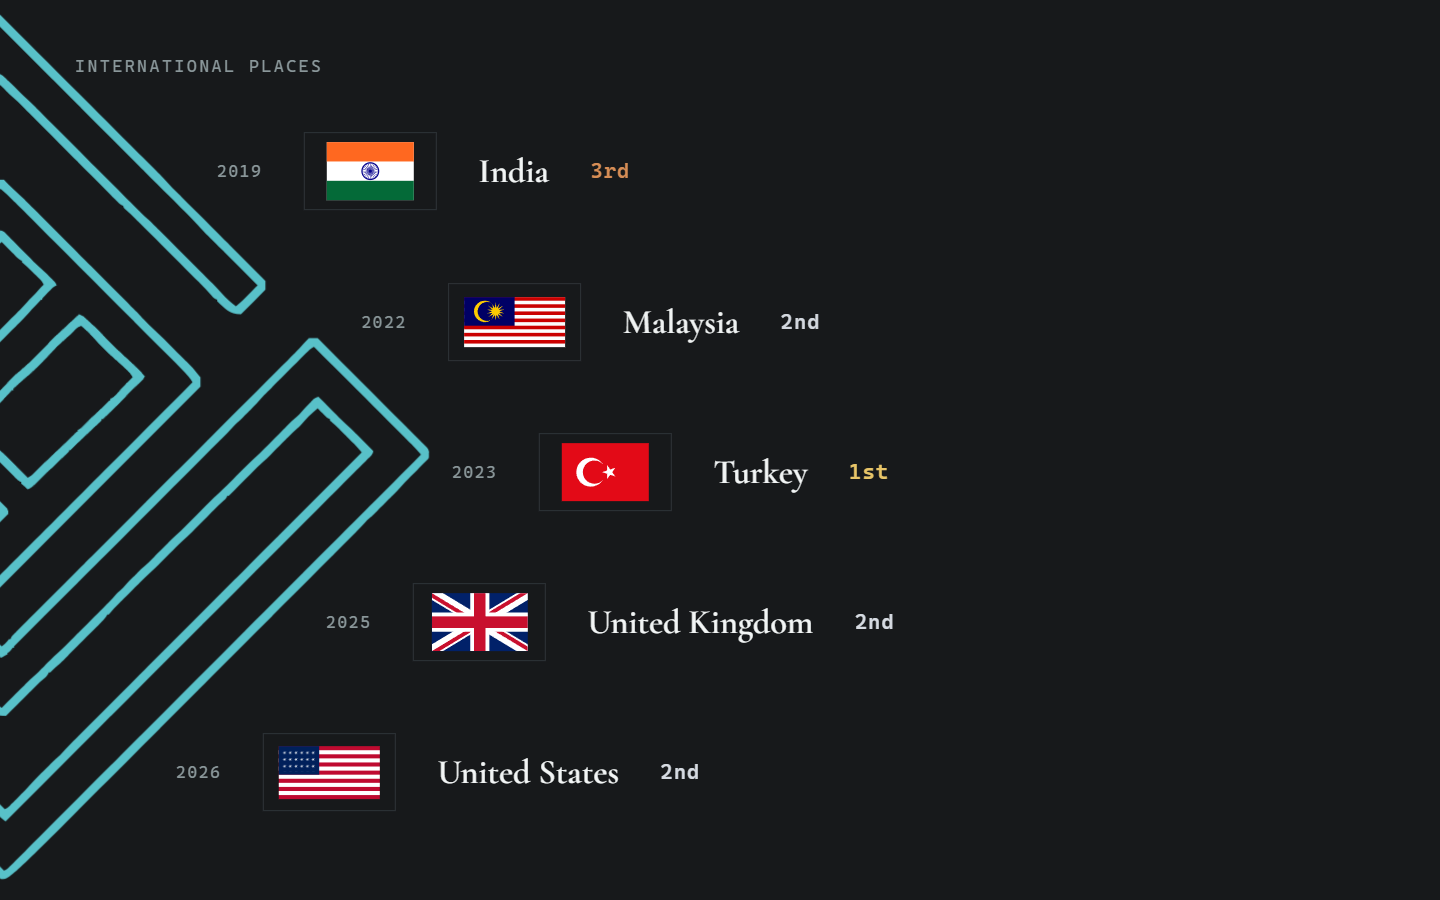 INTERNATIONAL PLACES
2019 India 3rd
2022 Malaysia 2nd
2023 Turkey 1st
2025 United Kingdom 2nd
2026 United States 2nd